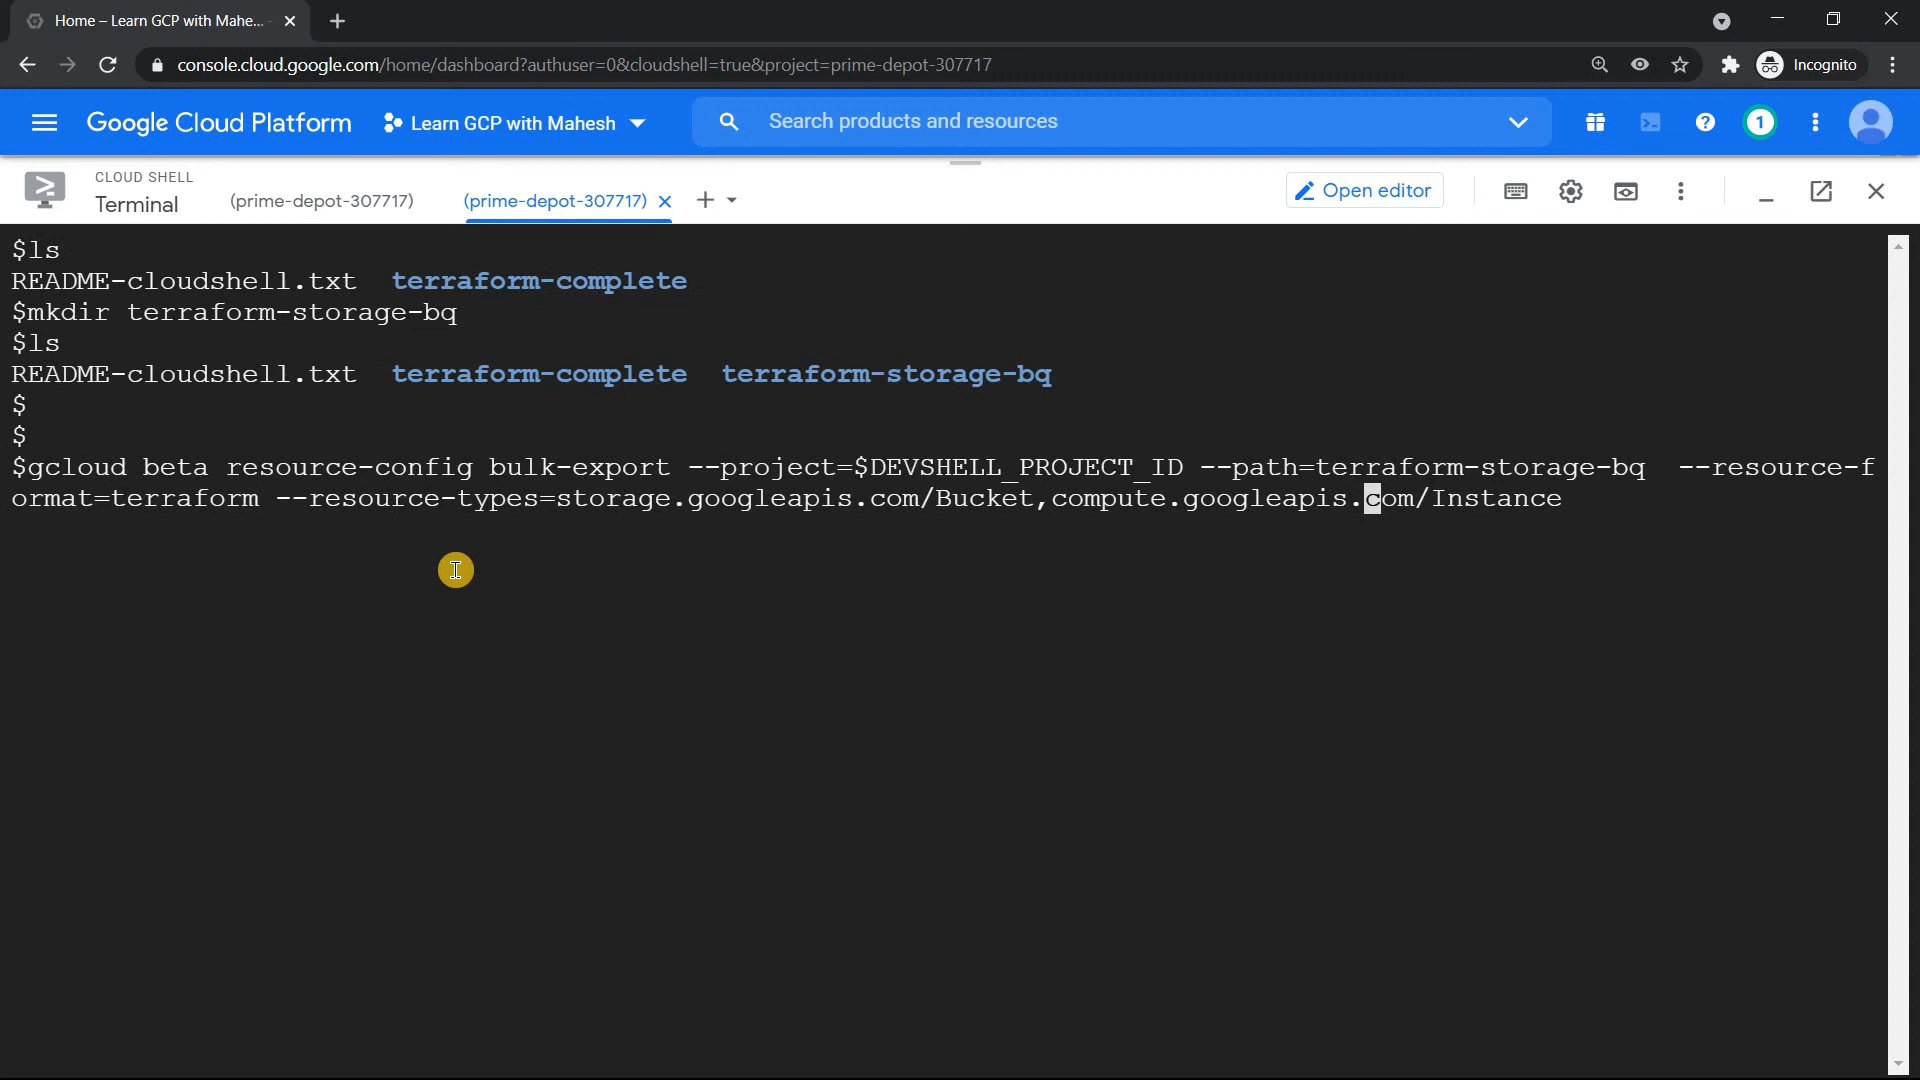 Home – Learn GCP with Mahe...
console.cloud.google.com/home/dashboard?authuser=0&cloudshell=true&project=prime-depot-307717
Incognito
Google Cloud Platform
Learn GCP with Mahesh
Search products and resources
1
CLOUD SHELL
Terminal
(prime-depot-307717)
(prime-depot-307717)
Open editor
$ls
README-cloudshell.txt  terraform-complete
$mkdir terraform-storage-bq
$ls
README-cloudshell.txt  terraform-complete  terraform-storage-bq
$
$
$gcloud beta resource-config bulk-export --project=$DEVSHELL_PROJECT_ID --path=terraform-storage-bq  --resource-f
ormat=terraform --resource-types=storage.googleapis.com/Bucket,compute.googleapis.com/Instance